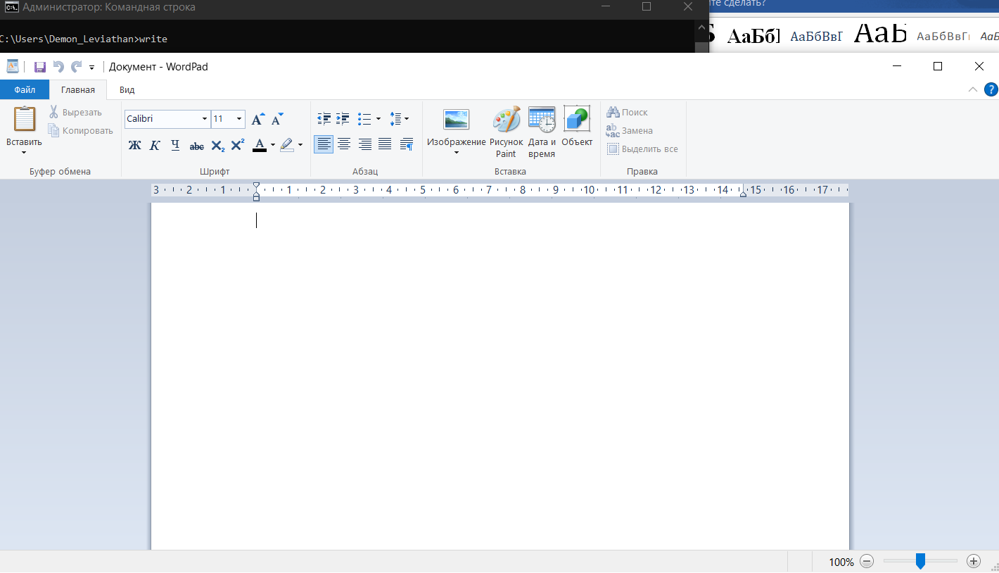 Администратор: Командная строка
те сделать?
C:\Users\Demon_Leviathan>write
АаБб АаБбВвГ АаБ АаБбВвГг АаБ
Документ - WordPad
Файл Главная Вид
Вставить
Вырезать
Копировать
Буфер обмена
Calibri 11
Ж К Ч abc X₂ X² А
Шрифт
Абзац
Изображение
Рисунок Paint
Дата и время
Объект
Вставка
Поиск
Замена
Выделить все
Правка
3 2 1 1 2 3 4 5 6 7 8 9 10 11 12 13 14 15 16 17
100%